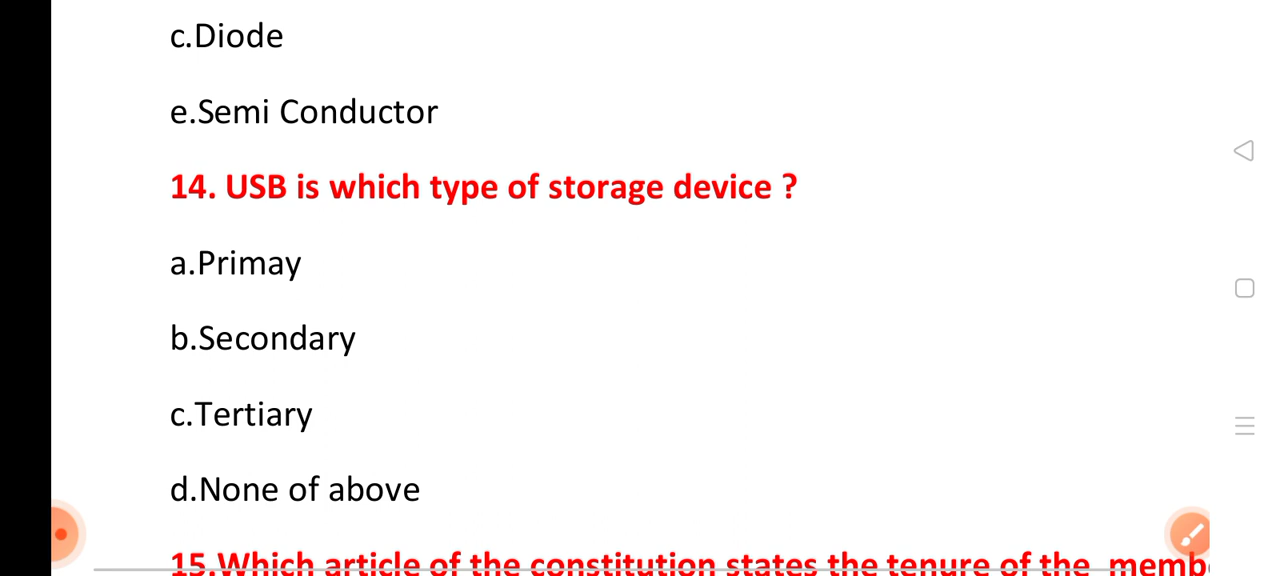 c.Diode
e.Semi Conductor
14. USB is which type of storage device ?
a.Primay
b.Secondary
c.Tertiary
d.None of above
15.Which article of the constitution states the tenure of the